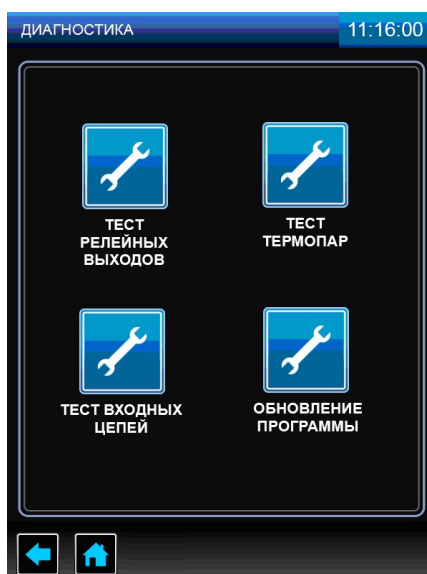 ДИАГНОСТИКА 11:16:00
ТЕСТ
РЕЛЕЙНЫХ
ВЫХОДОВ
ТЕСТ
ТЕРМОПАР
ТЕСТ ВХОДНЫХ
ЦЕПЕЙ
ОБНОВЛЕНИЕ
ПРОГРАММЫ